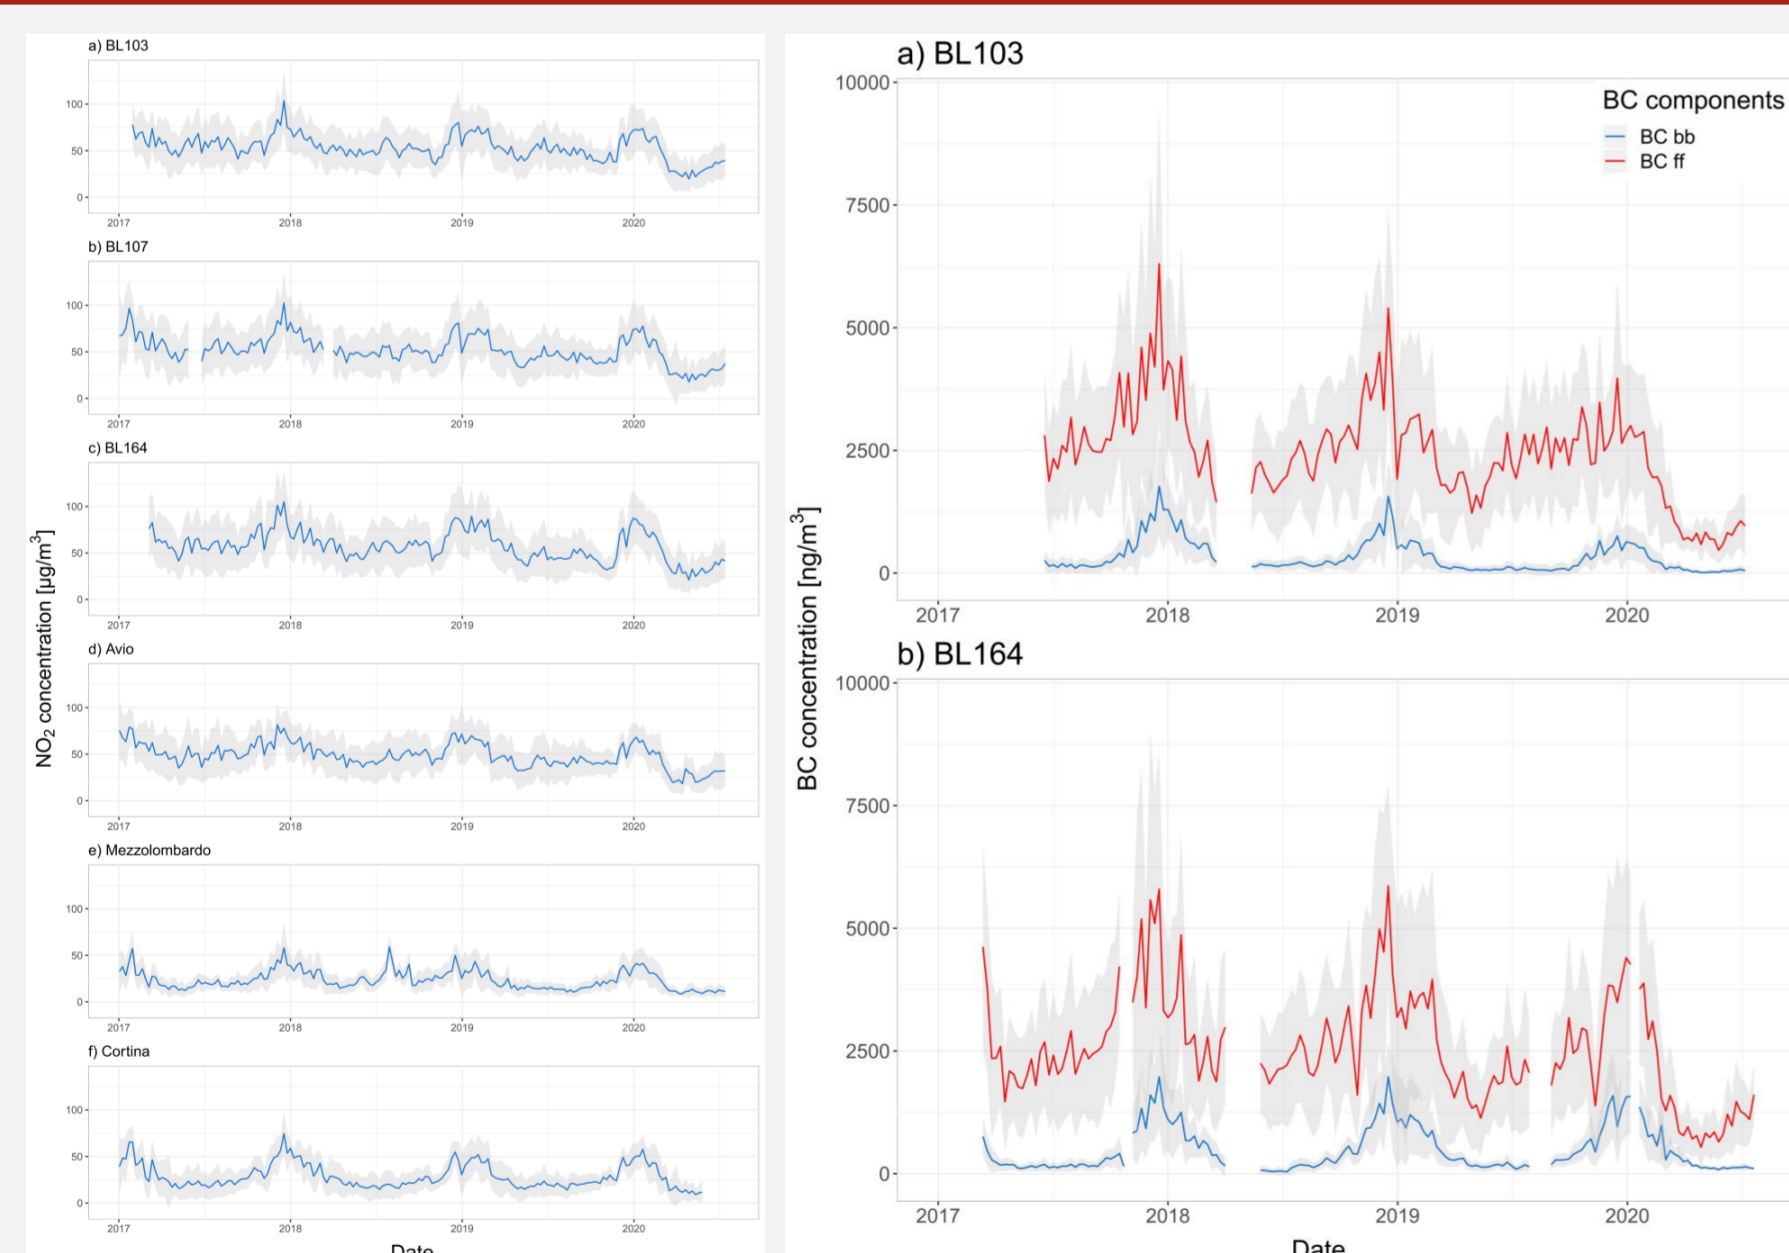 a) BL103
100
50
0
2017 2018 2019 2020
b) BL107
100
50
0
2017 2018 2019 2020
c) BL164
100
50
0
2017 2018 2019 2020
d) Avio
100
50
0
2017 2018 2019 2020
e) Mezzolombardo
100
50
0
2017 2018 2019 2020
f) Cortina
100
50
0
2017 2018 2019 2020
NO₂ concentration [µg/m³]
Date
a) BL103
BC components
BC bb
BC ff
10000
7500
5000
2500
0
2017 2018 2019 2020
b) BL164
10000
7500
5000
2500
0
2017 2018 2019 2020
BC concentration [ng/m³]
Date